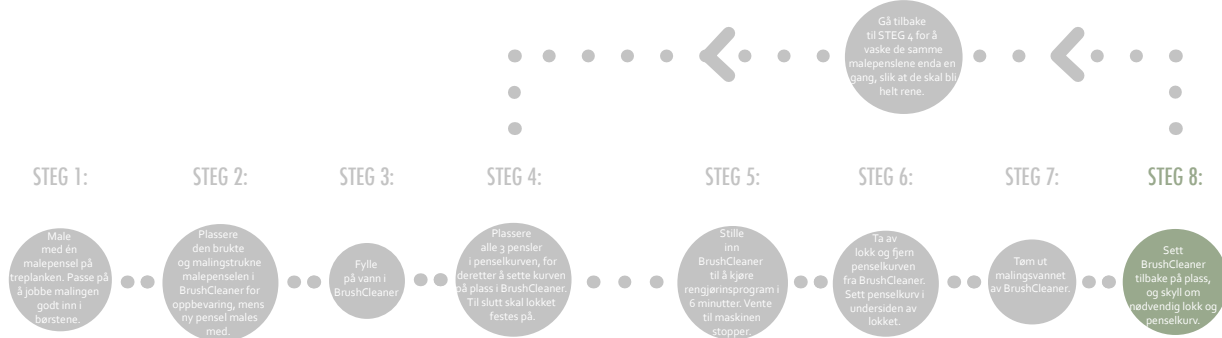 Gå tilbake
til STEG 4 for å
vaske de samme
malepenslene enda en
gang, slik at de skal bli
helt rene.
STEG 1:
Male
med én
malepensel på
treplanken. Passe på
å jobbe malingen
godt inn i
børstene.
STEG 2:
Plassere
den brukte
og malingstrukne
malepenselen i
BrushCleaner for
oppbevaring, mens
ny pensel males
med.
STEG 3:
Fylle
på vann i
BrushCleaner
STEG 4:
Plassere
alle 3 pensler
i penselkurven, for
deretter å sette kurven
på plass i BrushCleaner.
Til slutt skal lokket
festes på.
STEG 5:
Stille
inn
BrushCleaner
til å kjøre
rengjørinsprogram i
6 minutter. Vente
til maskinen
stopper.
STEG 6:
Ta av
lokk og fjern
penselkurven
fra BrushCleaner.
Sett penselkurv i
undersiden av
lokket.
STEG 7:
Tøm ut
malingsvannet
av BrushCleaner.
STEG 8:
Sett
BrushCleaner
tilbake på plass,
og skyll om
nødvendig lokk og
penselkurv.